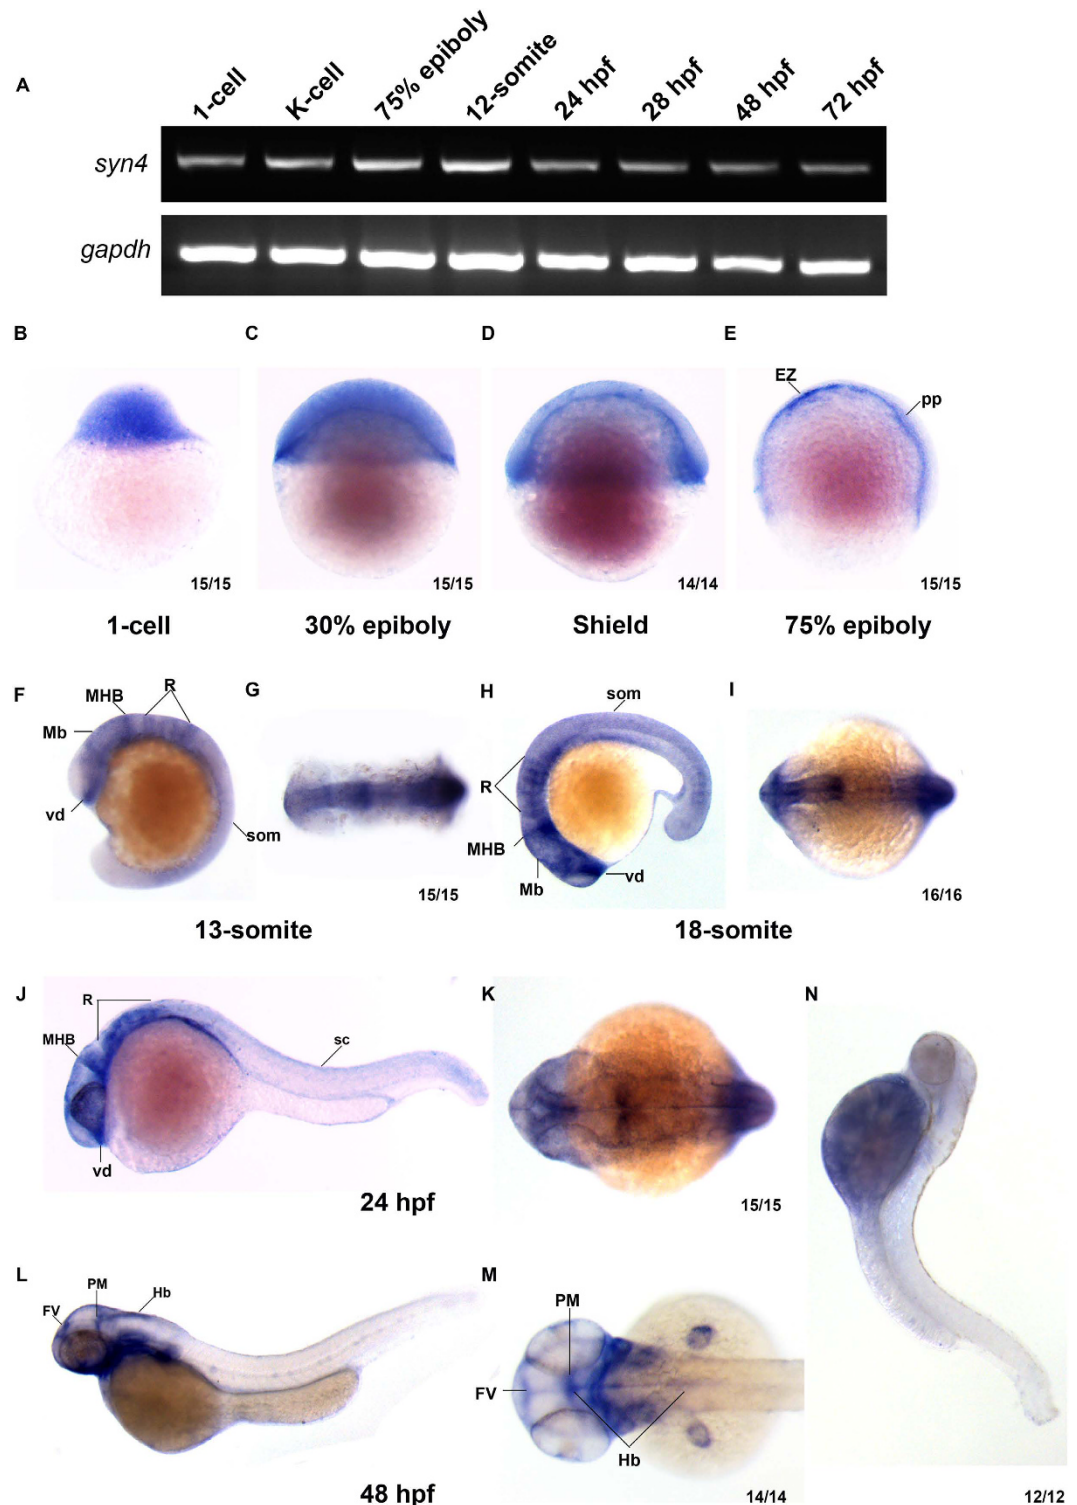 A
1-cell
K-cell
75% epiboly
12-somite
24 hpf
28 hpf
48 hpf
72 hpf
syn4
gapdh
B
C
D
E
EZ
pp
15/15
15/15
14/14
15/15
1-cell
30% epiboly
Shield
75% epiboly
F
MHB
R
Mb
vd
som
G
15/15
H
som
R
MHB
Mb
vd
I
16/16
13-somite
18-somite
J
R
MHB
sc
vd
K
15/15
N
24 hpf
L
FV
PM
Hb
M
PM
FV
Hb
48 hpf
14/14
12/12